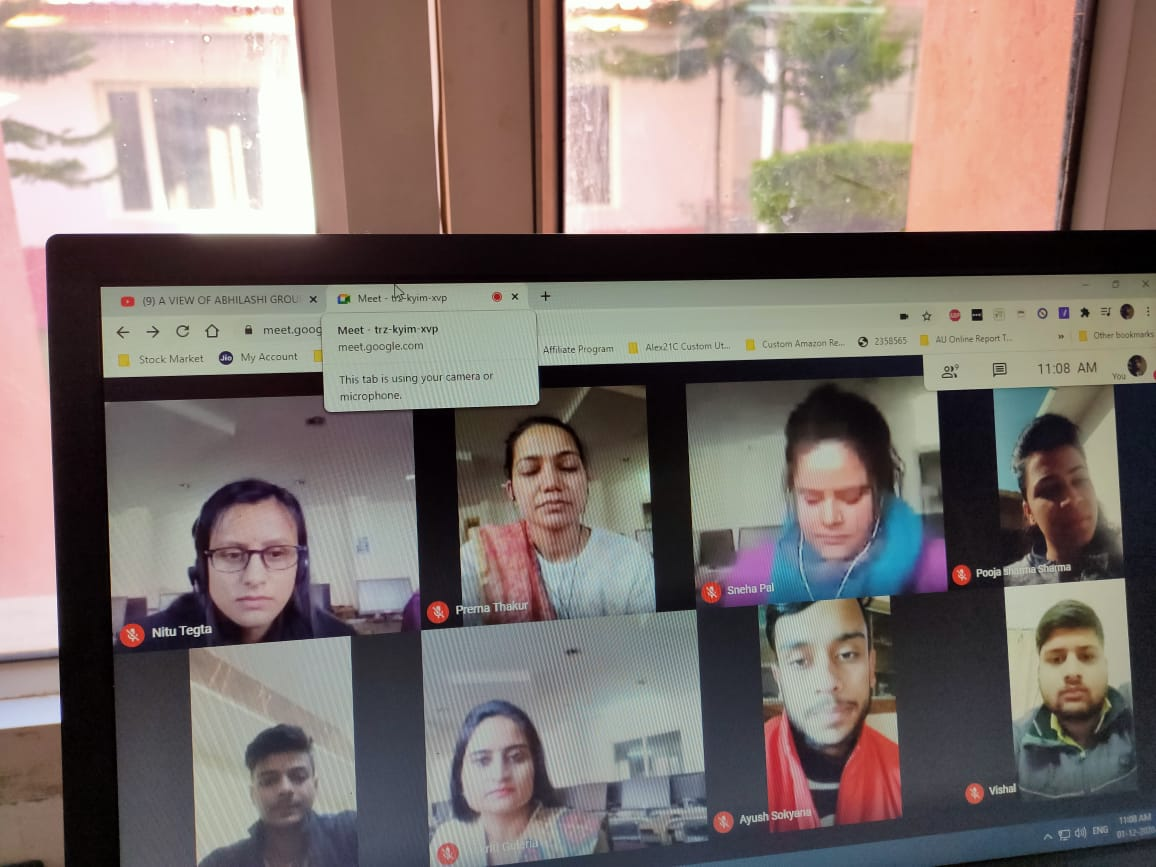 (9) A VIEW OF ABHILASHI GROU
Meet - trz-kyim-xvp
meet.goog
Meet - trz-kyim-xvp
meet.google.com
This tab is using your camera or
microphone.
Stock Market
Jio
My Account
Affiliate Program
Alex21C Custom Ut...
Custom Amazon Re...
2358565
AU Online Report T...
»
Other bookmarks
9
11:08 AM
You
Nitu Tegta
Prerna Thakur
Sneha Pal
Pooja sharma Sharma
Guleria
Ayush Sokyana
Vishal
ENG
11:08 AM
01-12-2020